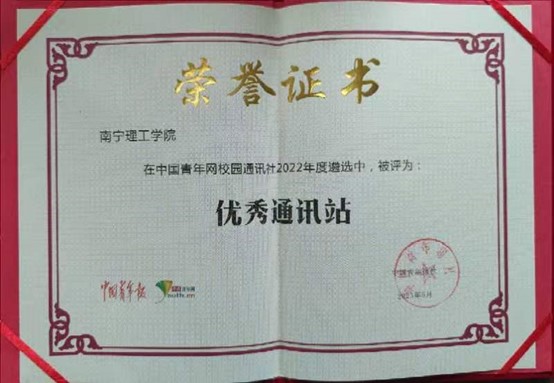 荣誉证书
南宁理工学院
在中国青年网校园通讯社2022年度遴选中，被评为：
优秀通讯站
中国青年报
youth.cn